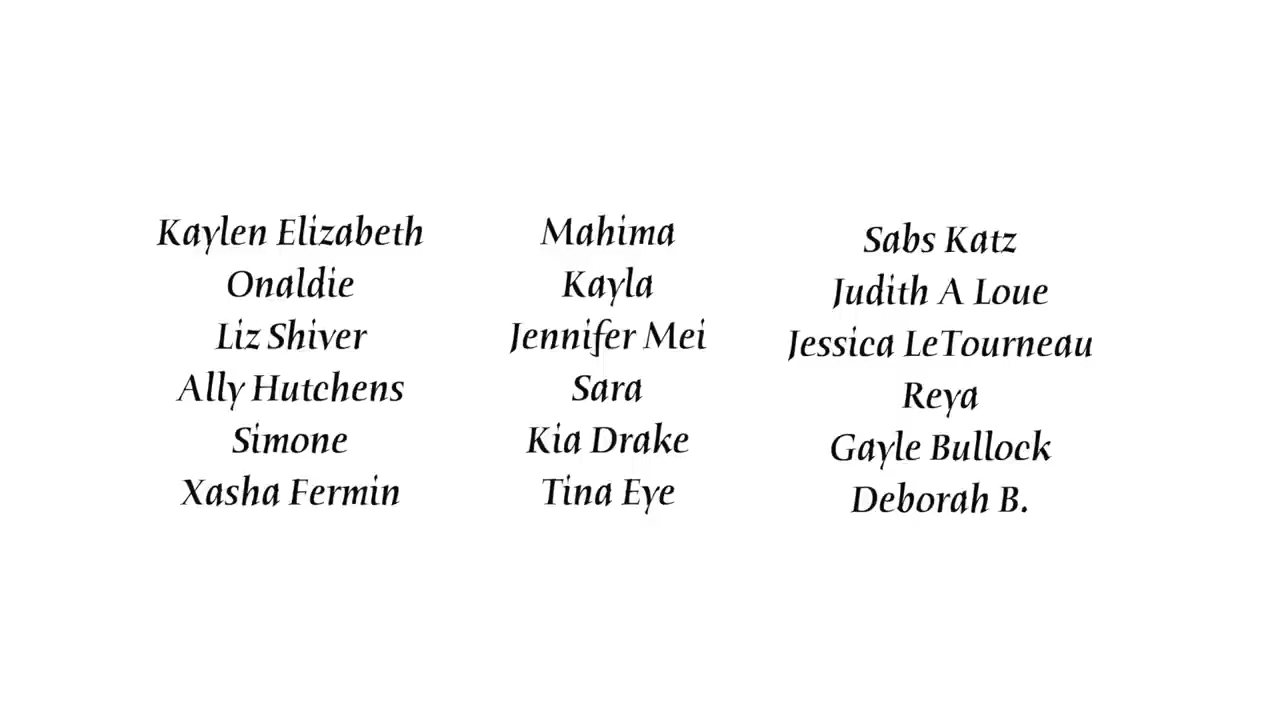 Kaylen Elizabeth
Onaldie
Liz Shiver
Ally Hutchens
Simone
Xasha Fermin
Mahima
Kayla
Jennifer Mei
Sara
Kia Drake
Tina Eye
Sabs Katz
Judith A Loue
Jessica LeTourneau
Reya
Gayle Bullock
Deborah B.